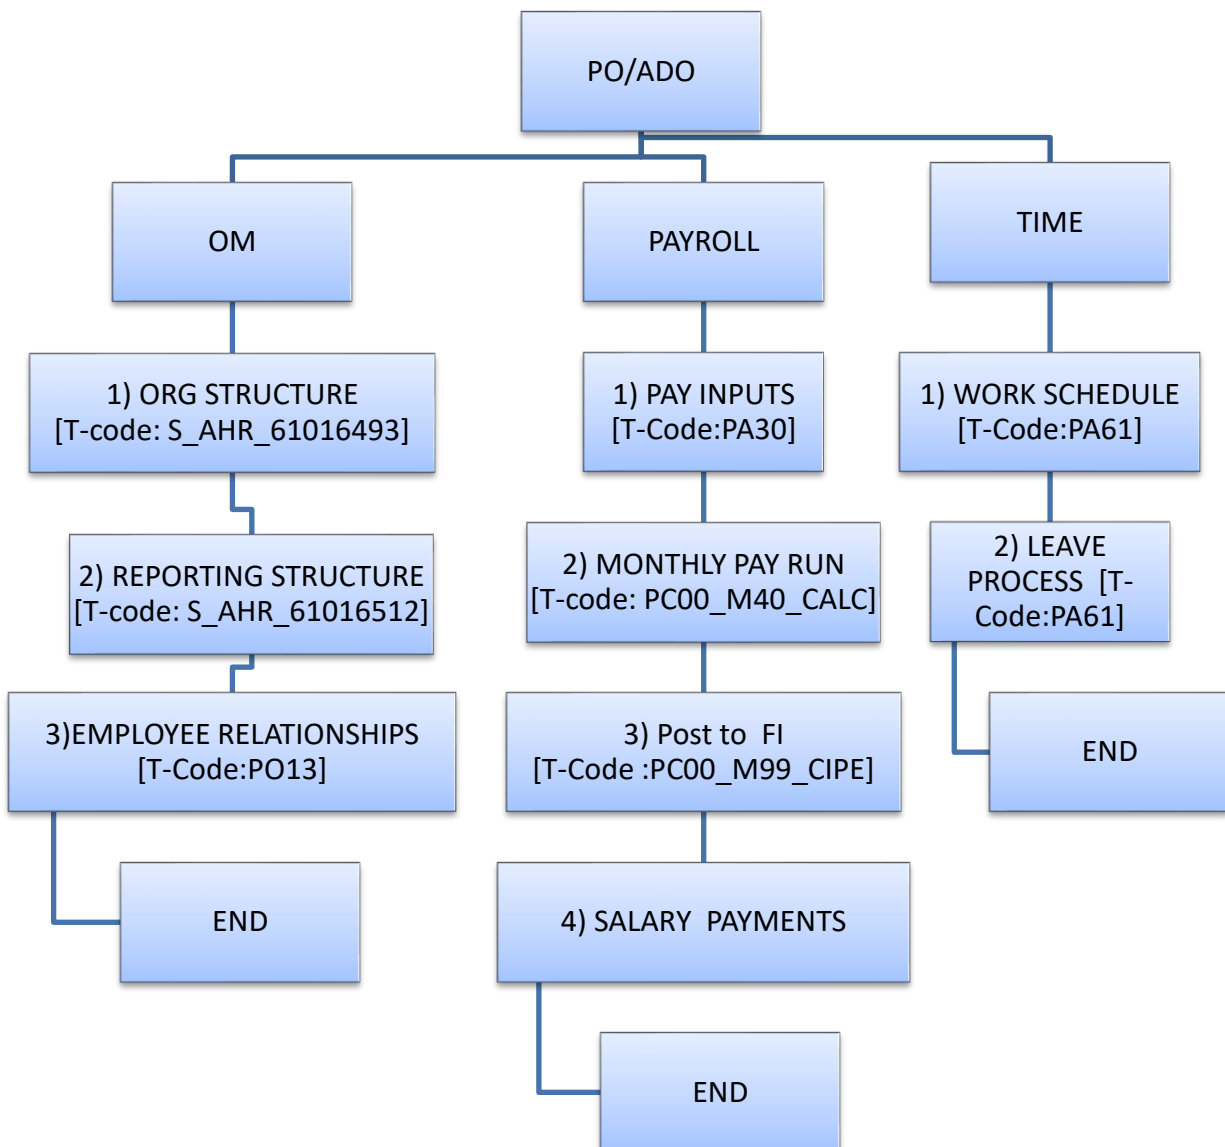 PO/ADO
OM
PAYROLL
TIME
1) ORG STRUCTURE
[T-code: S_AHR_61016493]
1) PAY INPUTS
[T-Code:PA30]
1) WORK SCHEDULE
[T-Code:PA61]
2) REPORTING STRUCTURE
[T-code: S_AHR_61016512]
2) MONTHLY PAY RUN
[T-code: PC00_M40_CALC]
2) LEAVE
PROCESS [T-
Code:PA61]
3)EMPLOYEE RELATIONSHIPS
[T-Code:PO13]
3) Post to FI
[T-Code :PC00_M99_CIPE]
END
END
4) SALARY PAYMENTS
END